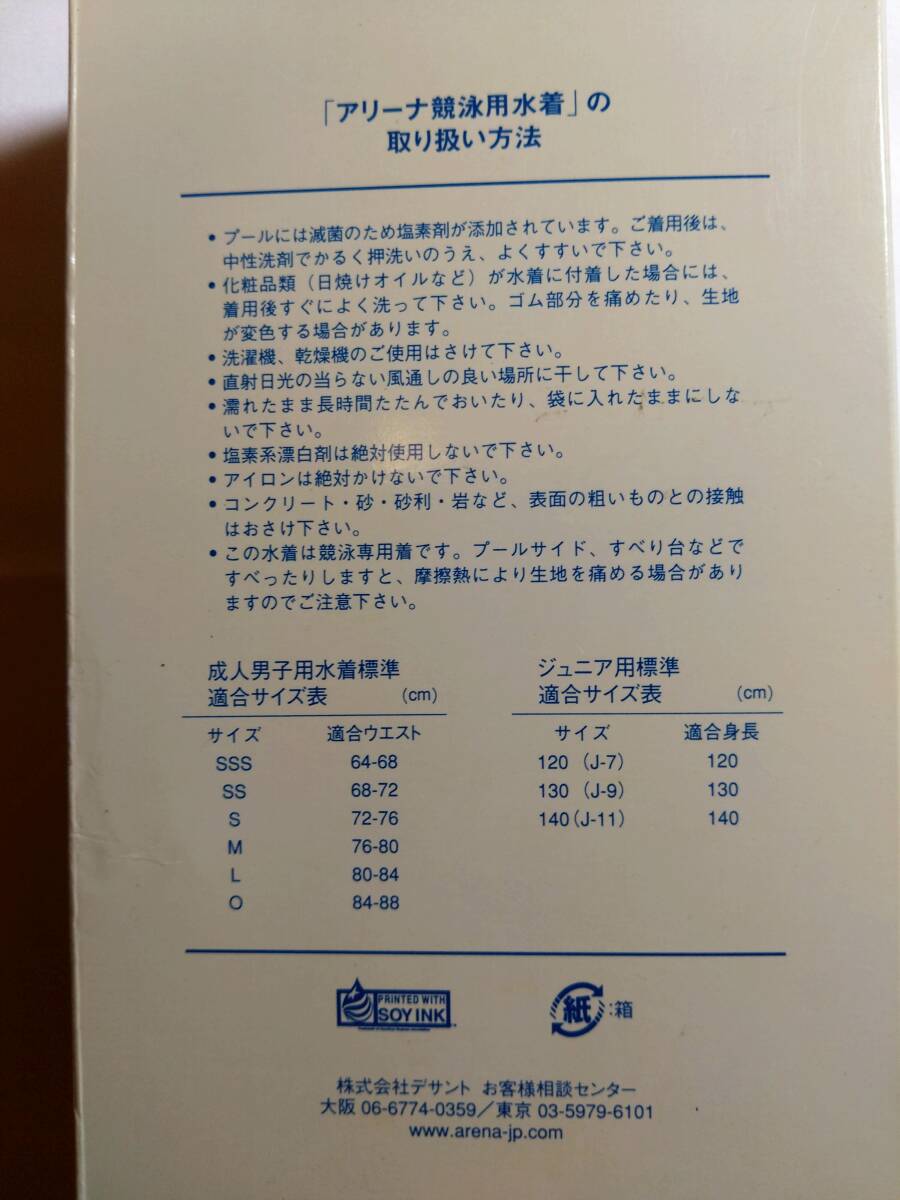 「アリーナ競泳用水着」の
取り扱い方法
• プールには滅菌のため塩素剤が添加されています。ご着用後は、
中性洗剤でかるく押洗いのうえ、よくすすいで下さい。
• 化粧品類（日焼けオイルなど）が水着に付着した場合には、
着用後すぐによく洗って下さい。ゴム部分を痛めたり、生地
が変色する場合があります。
• 洗濯機、乾燥機のご使用はさけて下さい。
• 直射日光の当らない風通しの良い場所に干して下さい。
• 濡れたまま長時間たたんでおいたり、袋に入れたままにしな
いで下さい。
• 塩素系漂白剤は絶対使用しないで下さい。
• アイロンは絶対かけないで下さい。
• コンクリート・砂・砂利・岩など、表面の粗いものとの接触
はおさけ下さい。
• この水着は競泳専用着です。プールサイド、すべり台などで
すべったりしますと、摩擦熱により生地を痛める場合があり
ますのでご注意下さい。
成人男子用水着標準
適合サイズ表 (cm)
サイズ 適合ウエスト
SSS 64-68
SS 68-72
S 72-76
M 76-80
L 80-84
O 84-88
ジュニア用標準
適合サイズ表 (cm)
サイズ 適合身長
120（J-7） 120
130（J-9） 130
140（J-11） 140
PRINTED WITH
SOY INK
紙:箱
株式会社デサント お客様相談センター
大阪 06-6774-0359／東京 03-5979-6101
www.arena-jp.com